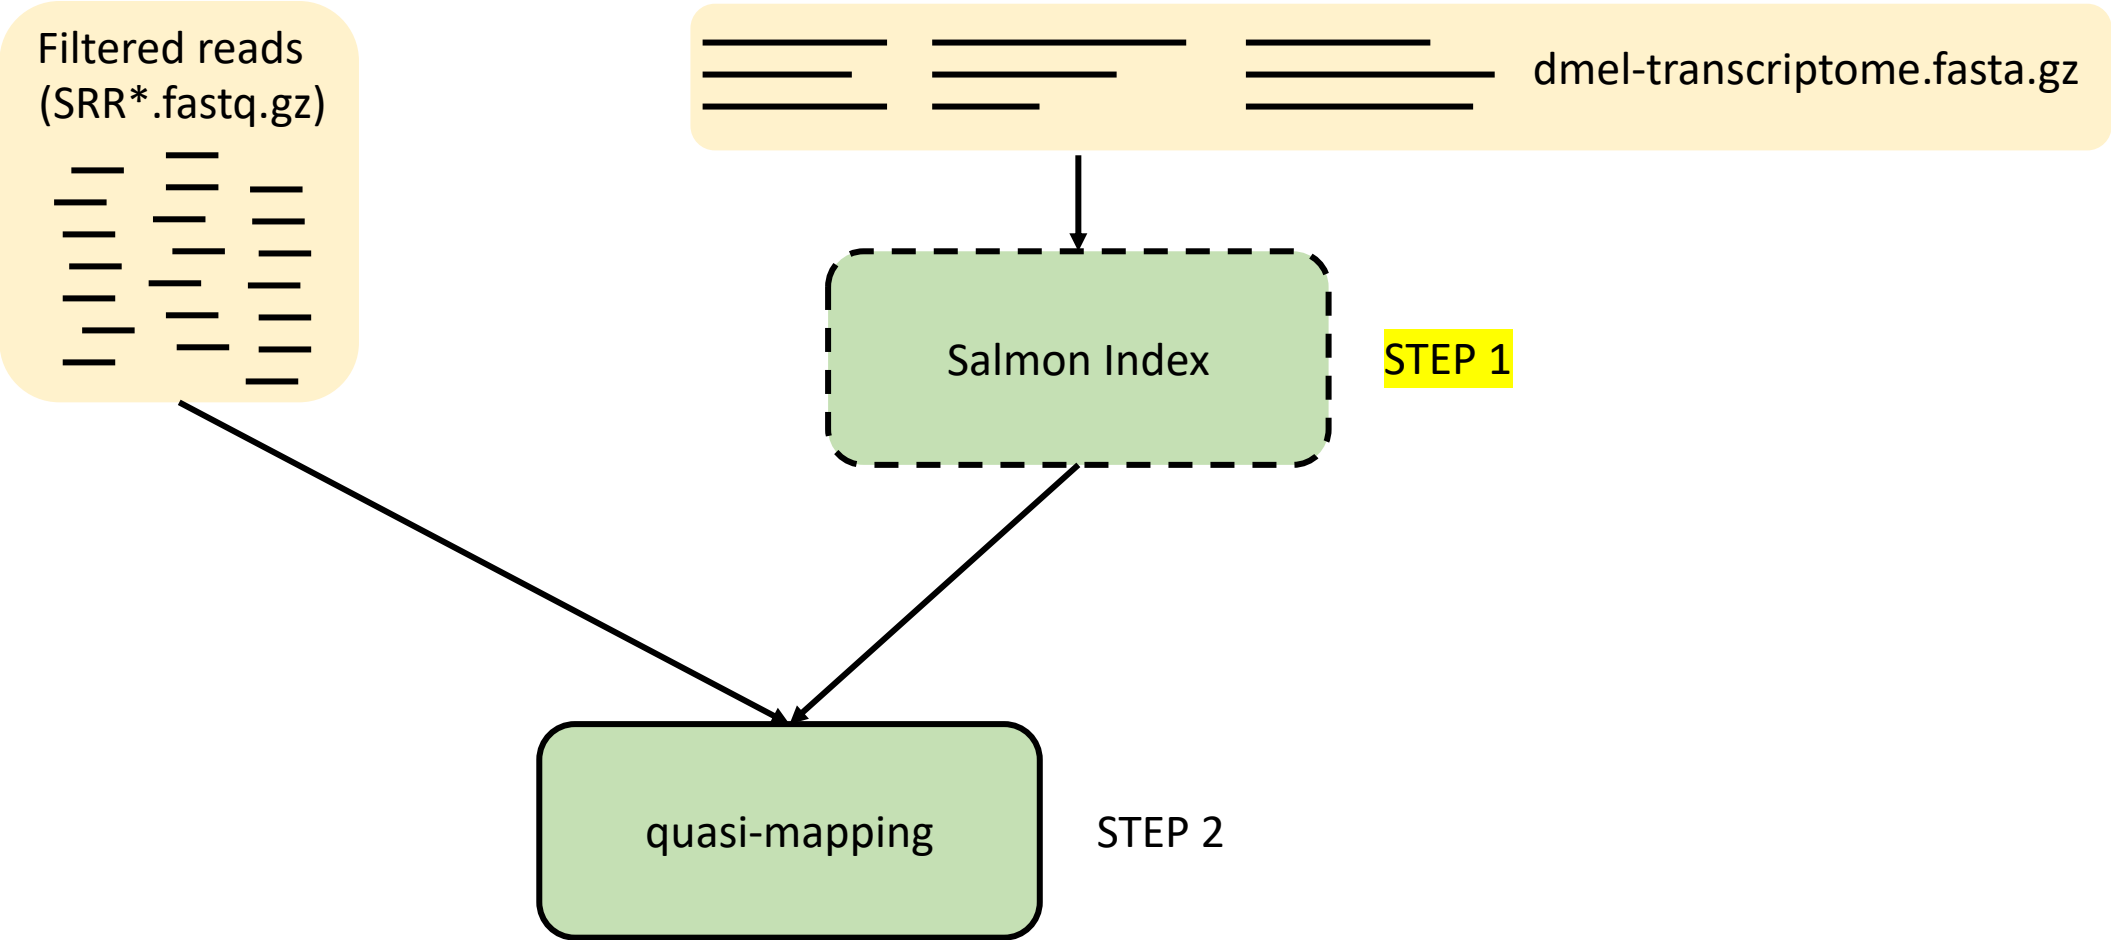 Filtered reads
(SRR*.fastq.gz)
dmel-transcriptome.fasta.gz
Salmon Index
STEP 1
quasi-mapping
STEP 2